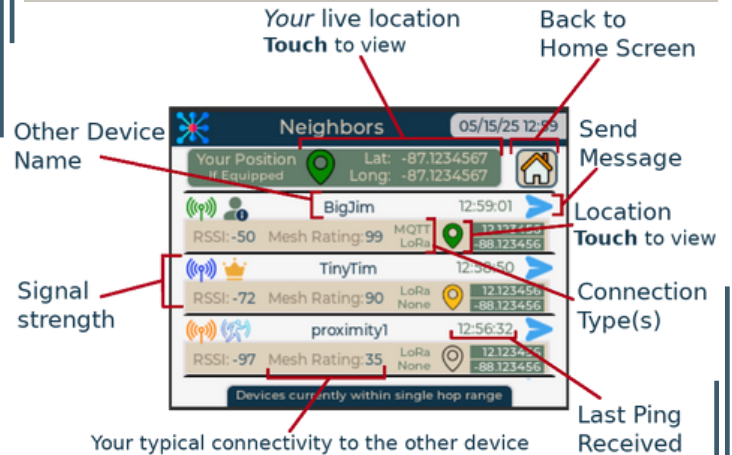 Your live location
Touch to view
Back to
Home Screen
Other Device
Name
Neighbors
05/15/25 12:59
Send
Message
Your Position
If Equipped
Lat: -87.1234567
Long: -87.1234567
BigJim
12:59:01
Location
Touch to view
RSSI: -50 Mesh Rating: 99
MQTT
LoRa
12.123456
-88.123456
TinyTim
12:58:50
Signal
strength
RSSI: -72 Mesh Rating: 90
LoRa
None
12.123456
-88.123456
Connection
Type(s)
proximity1
12:56:32
RSSI: -97 Mesh Rating: 35
LoRa
None
12.123456
-88.123456
Devices currently within single hop range
Last Ping
Received
Your typical connectivity to the other device